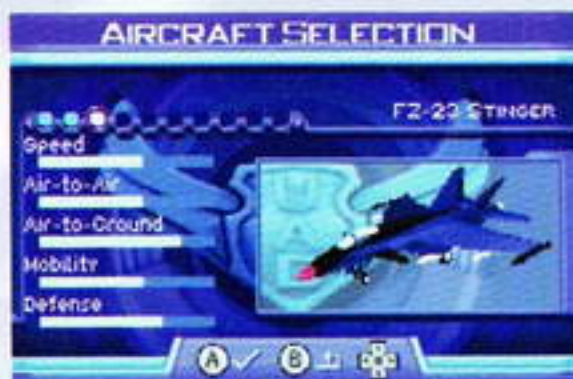 AIRCRAFT SELECTION
FZ-23 STINGER
Speed
Air-to-Air
Air-to-Ground
Mobility
Defense
A B